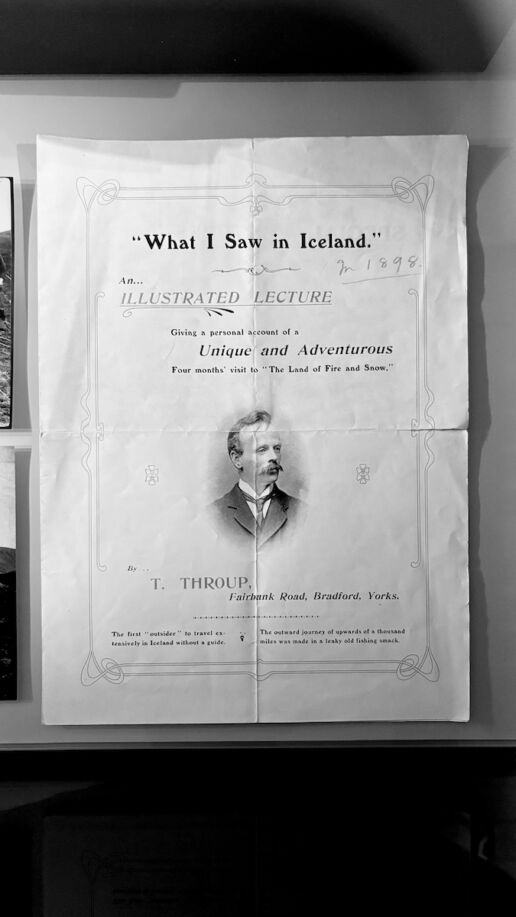 "What I Saw in Iceland."
In 1898.
An...
ILLUSTRATED LECTURE
Giving a personal account of a
Unique and Adventurous
Four months' visit to "The Land of Fire and Snow,"
By ..
T. THROUP,
Fairbank Road, Bradford, Yorks.
The first "outsider" to travel ex-
tensively in Iceland without a guide.
The outward journey of upwards of a thousand
miles was made in a leaky old fishing smack.